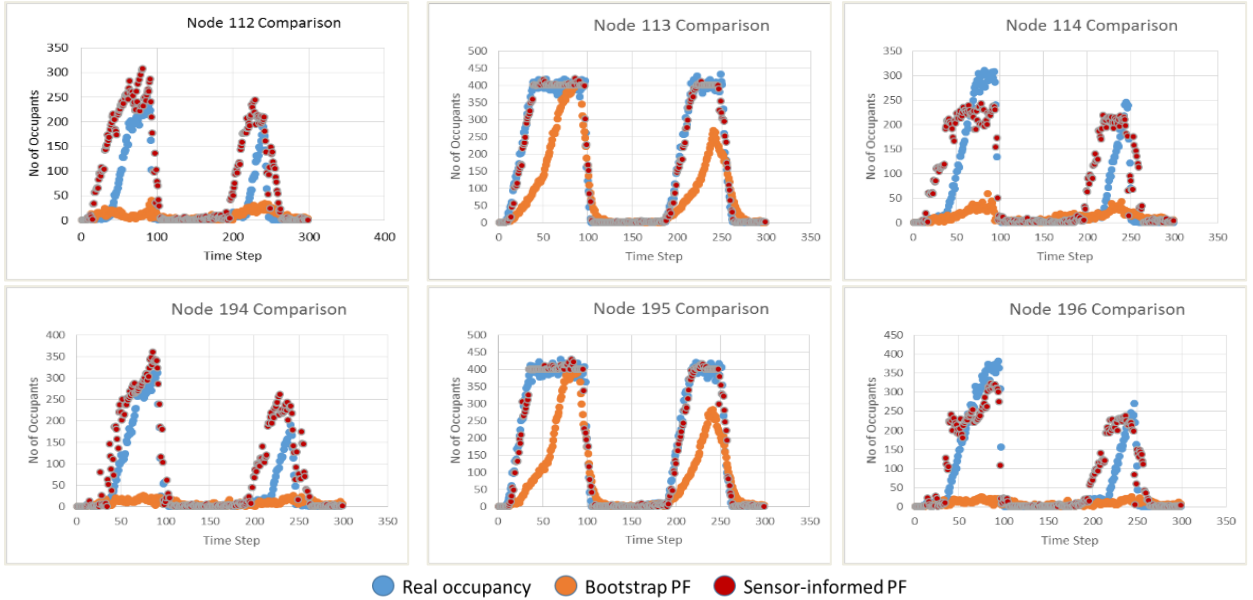 Node 112 Comparison
No of Occupants
350
300
250
200
150
100
50
0
0 100 200 300 400
Time Step
Node 113 Comparison
No of Occupants
500
450
400
350
300
250
200
150
100
50
0
0 50 100 150 200 250 300 350
Time Step
Node 114 Comparison
No of Occupants
350
300
250
200
150
100
50
0
0 50 100 150 200 250 300 350
Time Step
Node 194 Comparison
No of Occupants
400
350
300
250
200
150
100
50
0
0 50 100 150 200 250 300 350
Time Step
Node 195 Comparison
No of Occupants
500
450
400
350
300
250
200
150
100
50
0
0 50 100 150 200 250 300 350
Time Step
Node 196 Comparison
No of Occupants
450
400
350
300
250
200
150
100
50
0
0 50 100 150 200 250 300 350
Time Step
Real occupancy Bootstrap PF Sensor-informed PF